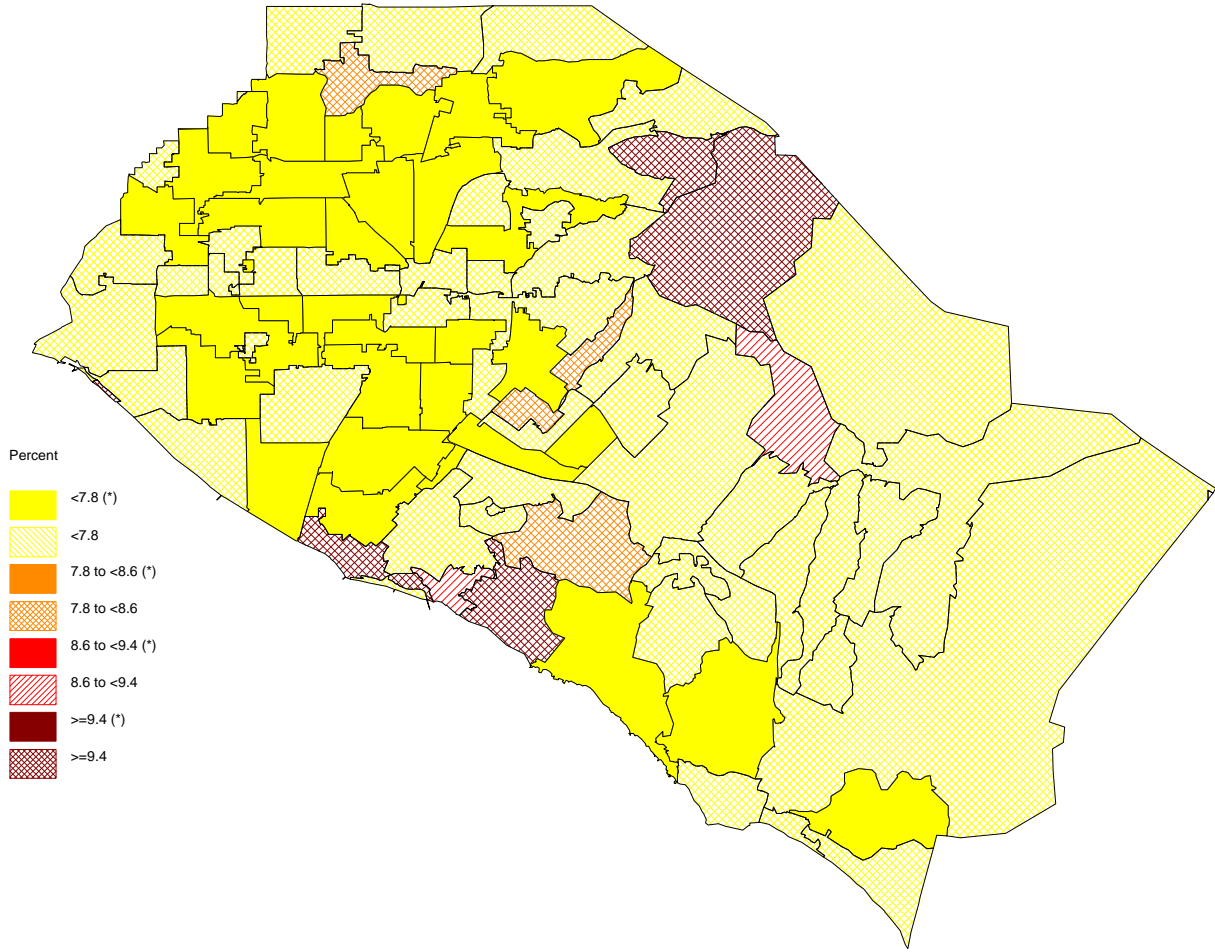 Percent
<7.8 (*)
<7.8
7.8 to <8.6 (*)
7.8 to <8.6
8.6 to <9.4 (*)
8.6 to <9.4
>=9.4 (*)
>=9.4